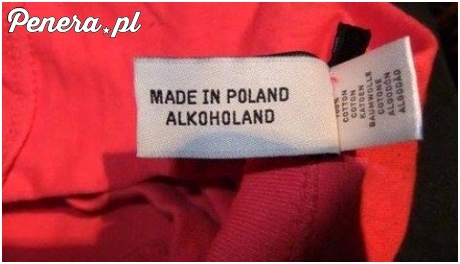 Penera.pl
MADE IN POLAND
ALKOHOLAND
100%
COTTON
COTON
KATOEN
BAUMWOLLE
COTONE
ALGODÓN
ALGODÃO